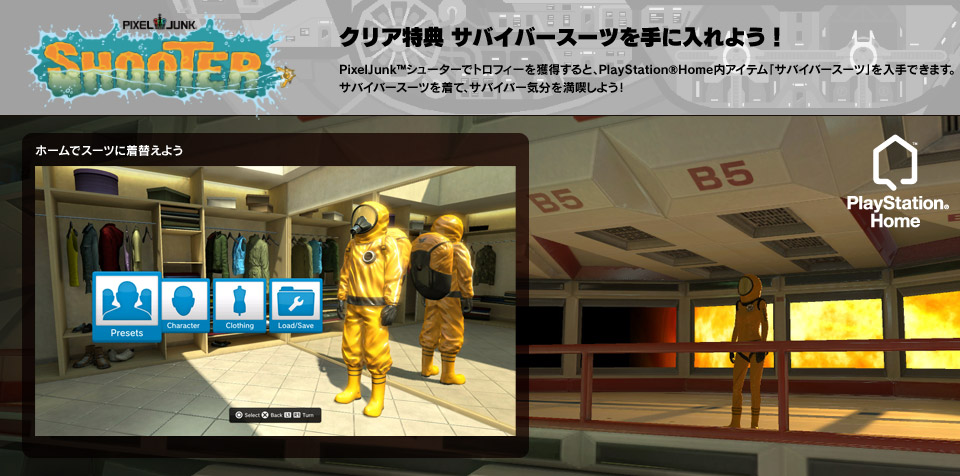 PIXELJUNK
SHOOTER
クリア特典 サバイバースーツを手に入れよう！
PixelJunk™シューターでトロフィーを獲得すると、PlayStation®Home内アイテム「サバイバースーツ」を入手できます。
サバイバースーツを着て、サバイバー気分を満喫しよう！
ホームでスーツに着替えよう
Presets
Character
Clothing
Load/Save
Select Back L1 R1 Turn
B5
B5
PlayStation®
Home